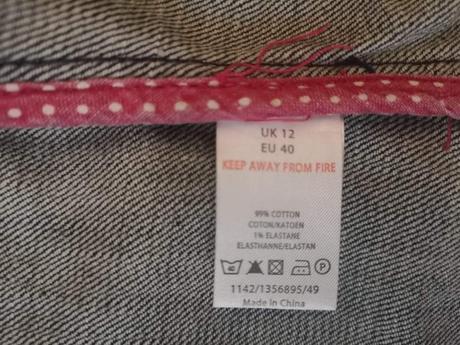 UK 12
EU 40
KEEP AWAY FROM FIRE
99% COTTON
COTTON/KATOEN
1% ELASTANE
ELASTHANNE/ELASTAN
P
1142/1356895/49
Made in China